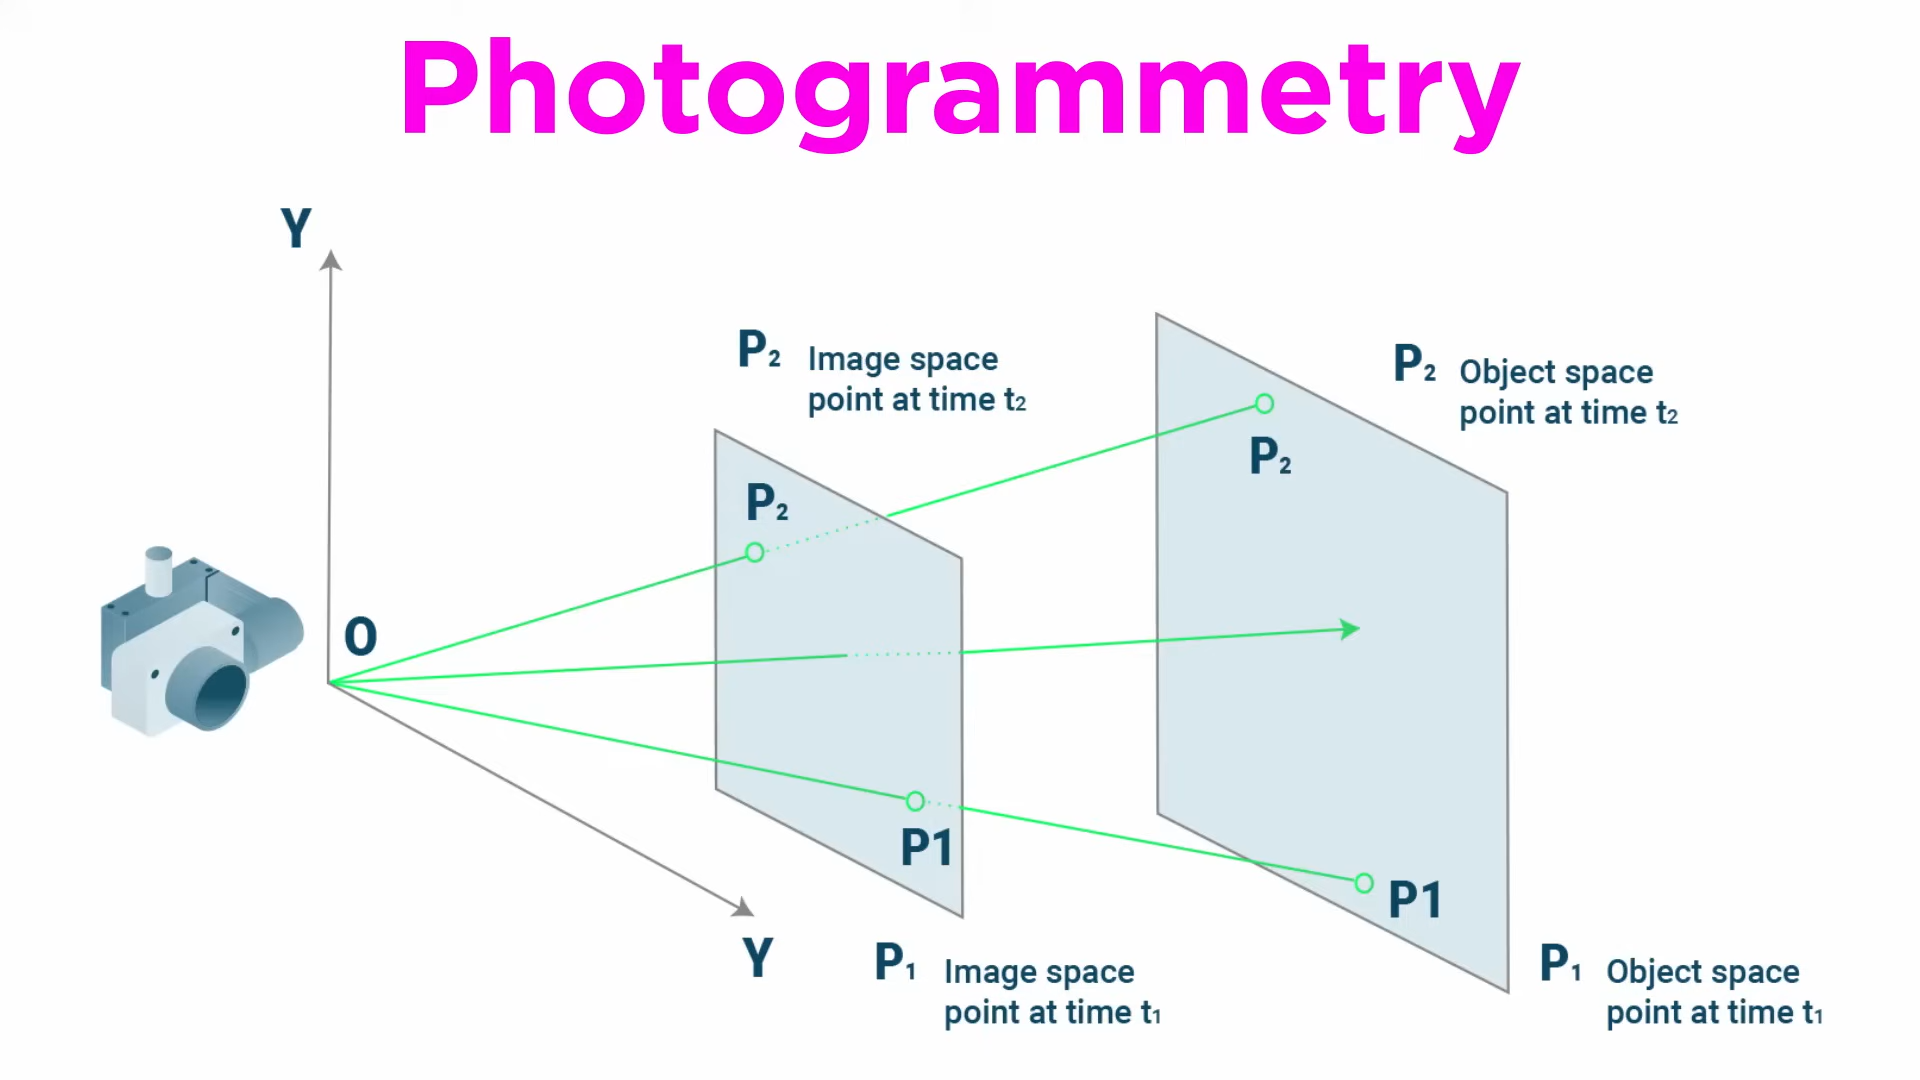 Photogrammetry
Y
P₂ Image space
point at time t₂
P₂ Object space
point at time t₂
P₂
P₂
O
P1
P1
Y
P₁ Image space
point at time t₁
P₁ Object space
point at time t₁